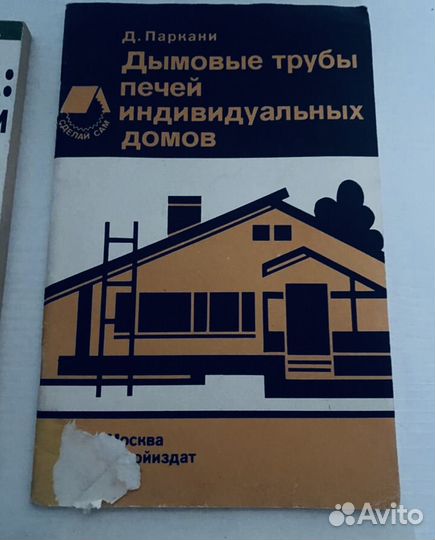 Д. Паркани
Дымовые трубы
печей
индивидуальных
домов
СДЕЛАЙ САМ
Москва
Avito